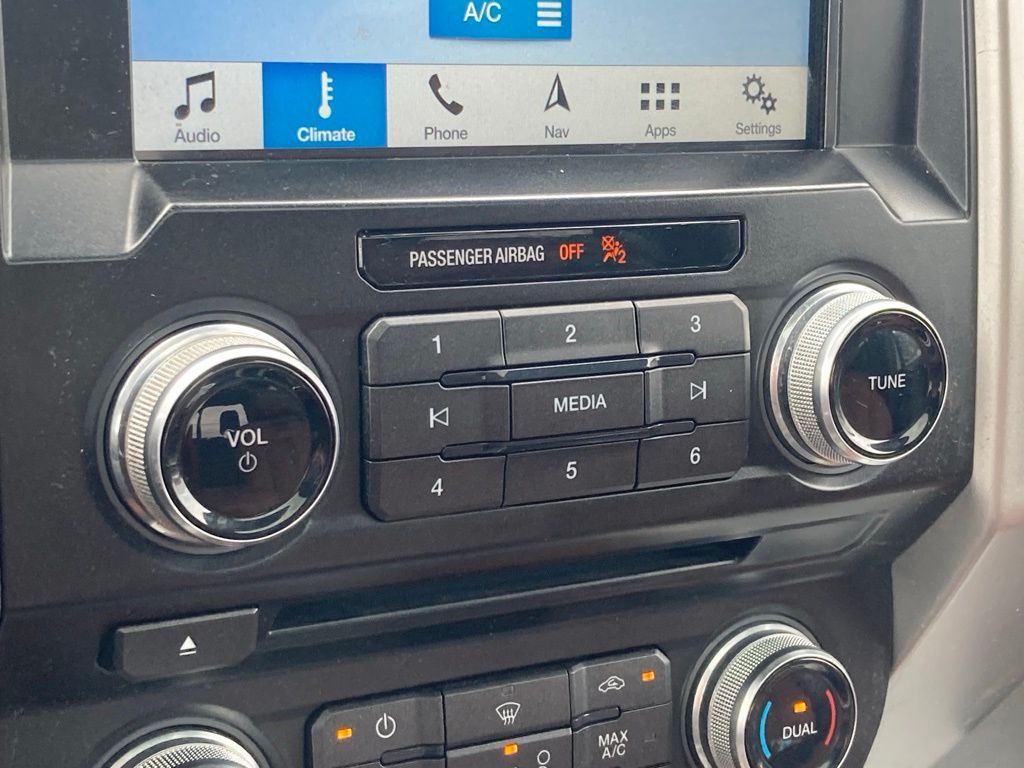 A/C
Audio Climate Phone Nav Apps Settings
PASSENGER AIRBAG OFF 2
1 2 3
VOL
MEDIA
TUNE
4 5 6
MAX
A/C
DUAL